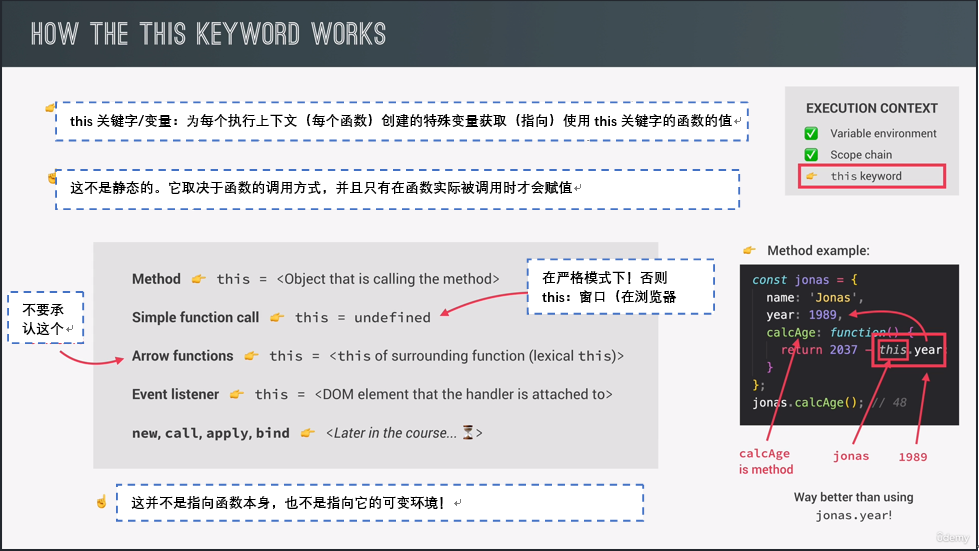 HOW THE THIS KEYWORD WORKS
this 关键字/变量：为每个执行上下文（每个函数）创建的特殊变量获取（指向）使用 this 关键字的函数的值
这不是静态的。它取决于函数的调用方式，并且只有在函数实际被调用时才会赋值
EXECUTION CONTEXT
Variable environment
Scope chain
this keyword
Method 👉 this = <Object that is calling the method>
Simple function call 👉 this = undefined
Arrow functions 👉 this = <this of surrounding function (lexical this)>
Event listener 👉 this = <DOM element that the handler is attached to>
new, call, apply, bind 👉 <Later in the course... ⏳>
在严格模式下！否则
this：窗口（在浏览器
不要承
认这个
这并不是指向函数本身，也不是指向它的可变环境！
Method example:
const jonas = {
name: 'Jonas',
year: 1989,
calcAge: function() {
return 2037 - this.year
}
};
jonas.calcAge(); // 48
calcAge
is method
jonas
1989
Way better than using
jonas.year!
ûdemy